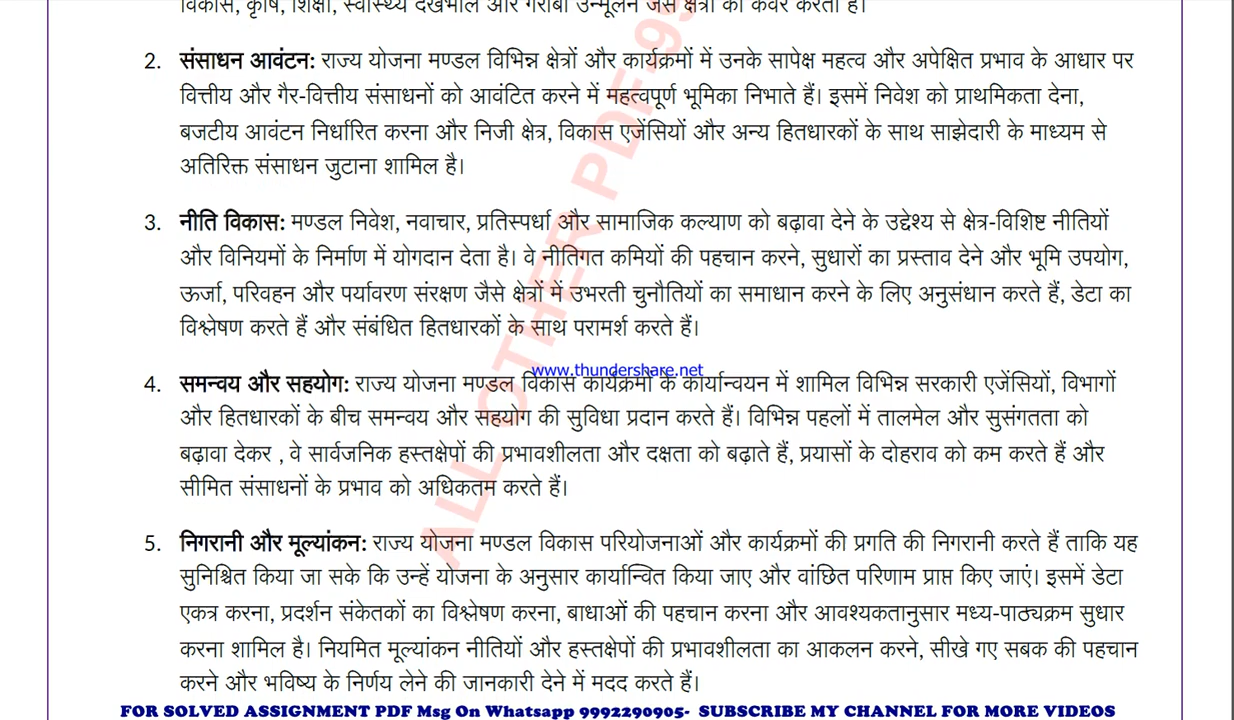 विकास, कृषि, शिक्षा, स्वास्थ्य देखभाल और गरीबी उन्मूलन जैसे क्षेत्रों को कवर करता है।
2. संसाधन आवंटन: राज्य योजना मण्डल विभिन्न क्षेत्रों और कार्यक्रमों में उनके सापेक्ष महत्व और अपेक्षित प्रभाव के आधार पर
वित्तीय और गैर-वित्तीय संसाधनों को आवंटित करने में महत्वपूर्ण भूमिका निभाते हैं। इसमें निवेश को प्राथमिकता देना,
बजटीय आवंटन निर्धारित करना और निजी क्षेत्र, विकास एजेंसियों और अन्य हितधारकों के साथ साझेदारी के माध्यम से
अतिरिक्त संसाधन जुटाना शामिल है।
3. नीति विकास: मण्डल निवेश, नवाचार, प्रतिस्पर्धा और सामाजिक कल्याण को बढ़ावा देने के उद्देश्य से क्षेत्र-विशिष्ट नीतियों
और विनियमों के निर्माण में योगदान देता है। वे नीतिगत कमियों की पहचान करने, सुधारों का प्रस्ताव देने और भूमि उपयोग,
ऊर्जा, परिवहन और पर्यावरण संरक्षण जैसे क्षेत्रों में उभरती चुनौतियों का समाधान करने के लिए अनुसंधान करते हैं, डेटा का
विश्लेषण करते हैं और संबंधित हितधारकों के साथ परामर्श करते हैं।
www.thundershare.net
4. समन्वय और सहयोग: राज्य योजना मण्डल विकास कार्यक्रमों के कार्यान्वयन में शामिल विभिन्न सरकारी एजेंसियों, विभागों
और हितधारकों के बीच समन्वय और सहयोग की सुविधा प्रदान करते हैं। विभिन्न पहलों में तालमेल और सुसंगतता को
बढ़ावा देकर , वे सार्वजनिक हस्तक्षेपों की प्रभावशीलता और दक्षता को बढ़ाते हैं, प्रयासों के दोहराव को कम करते हैं और
सीमित संसाधनों के प्रभाव को अधिकतम करते हैं।
5. निगरानी और मूल्यांकन: राज्य योजना मण्डल विकास परियोजनाओं और कार्यक्रमों की प्रगति की निगरानी करते हैं ताकि यह
सुनिश्चित किया जा सके कि उन्हें योजना के अनुसार कार्यान्वित किया जाए और वांछित परिणाम प्राप्त किए जाएं। इसमें डेटा
एकत्र करना, प्रदर्शन संकेतकों का विश्लेषण करना, बाधाओं की पहचान करना और आवश्यकतानुसार मध्य-पाठ्यक्रम सुधार
करना शामिल है। नियमित मूल्यांकन नीतियों और हस्तक्षेपों की प्रभावशीलता का आकलन करने, सीखे गए सबक की पहचान
करने और भविष्य के निर्णय लेने की जानकारी देने में मदद करते हैं।
ALL OTHER PDF-99
FOR SOLVED ASSIGNMENT PDF Msg On Whatsapp 9992290905- SUBSCRIBE MY CHANNEL FOR MORE VIDEOS